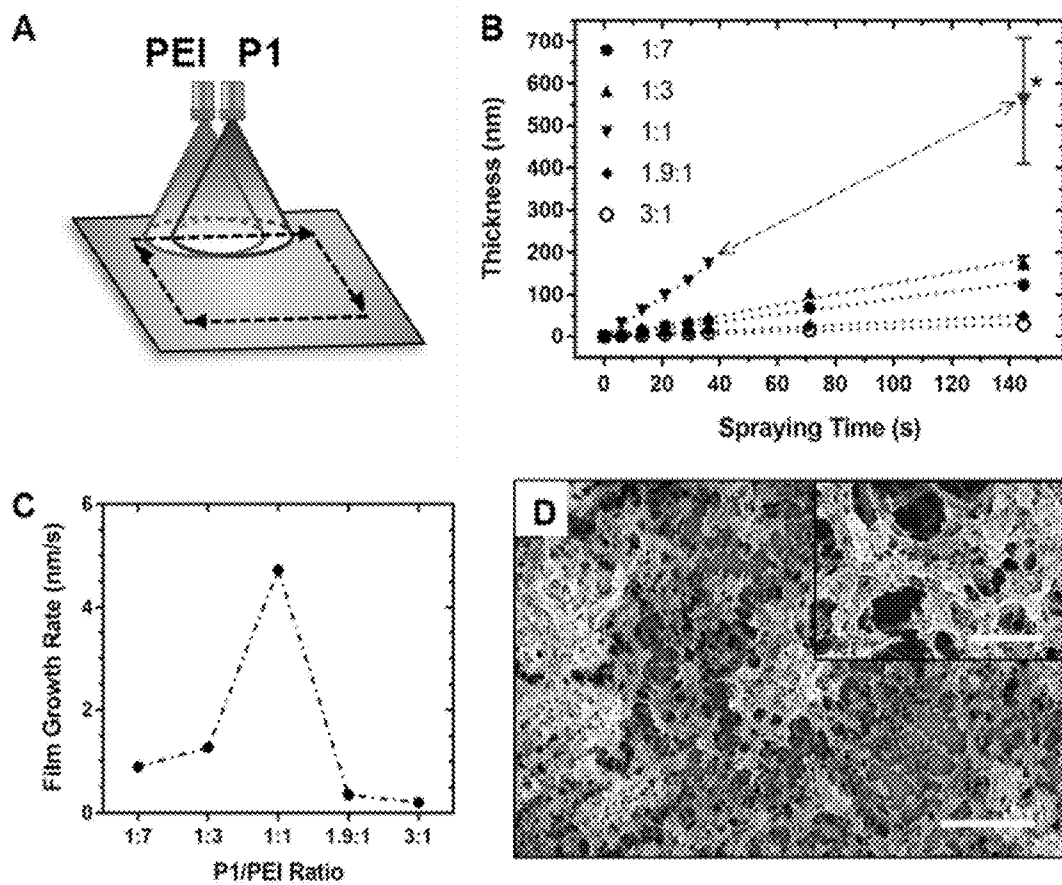 A
PEI P1
B
700
600
500
400
300
200
100
0
Thickness (nm)
1:7
1:3
1:1
1.9:1
3:1
*
0 20 40 60 80 100 120 140
Spraying Time (s)
C
6
4
2
0
Film Growth Rate (nm/s)
1:7 1:3 1:1 1.9:1 3:1
P1/PEI Ratio
D